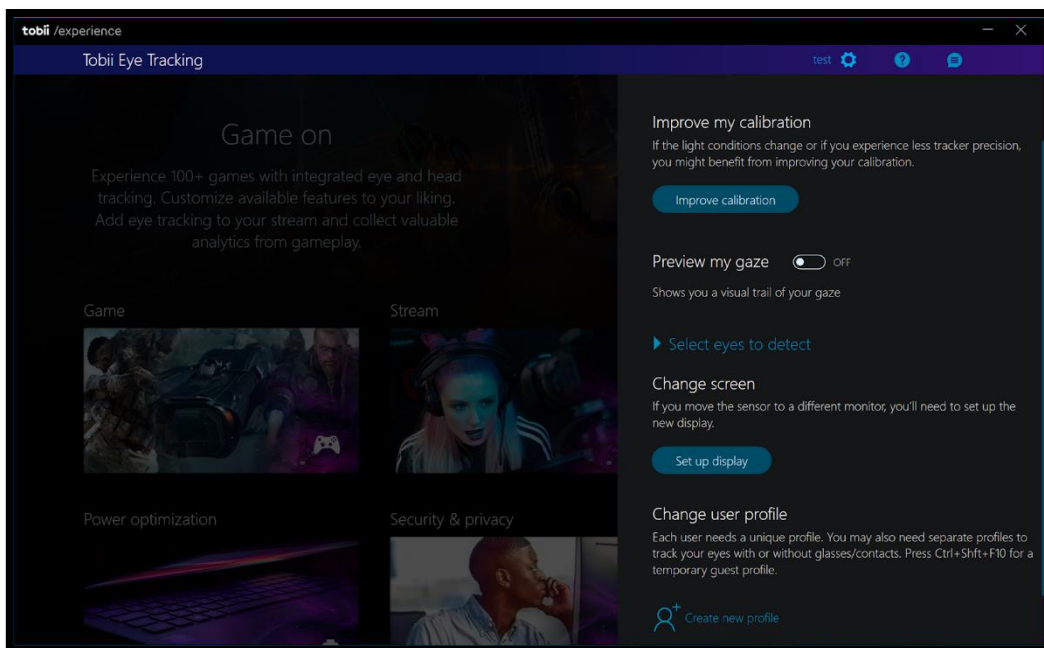 tobii /experience
Tobii Eye Tracking
test
Game on
Experience 100+ games with integrated eye and head
tracking. Customize available features to your liking.
Add eye tracking to your stream and collect valuable
analytics from gameplay.
Game
Stream
Power optimization
Security & privacy
Improve my calibration
If the light conditions change or if you experience less tracker precision,
you might benefit from improving your calibration.
Improve calibration
Preview my gaze OFF
Shows you a visual trail of your gaze
Select eyes to detect
Change screen
If you move the sensor to a different monitor, you'll need to set up the
new display.
Set up display
Change user profile
Each user needs a unique profile. You may also need separate profiles to
track your eyes with or without glasses/contacts. Press Ctrl+Shft+F10 for a
temporary guest profile.
Create new profile